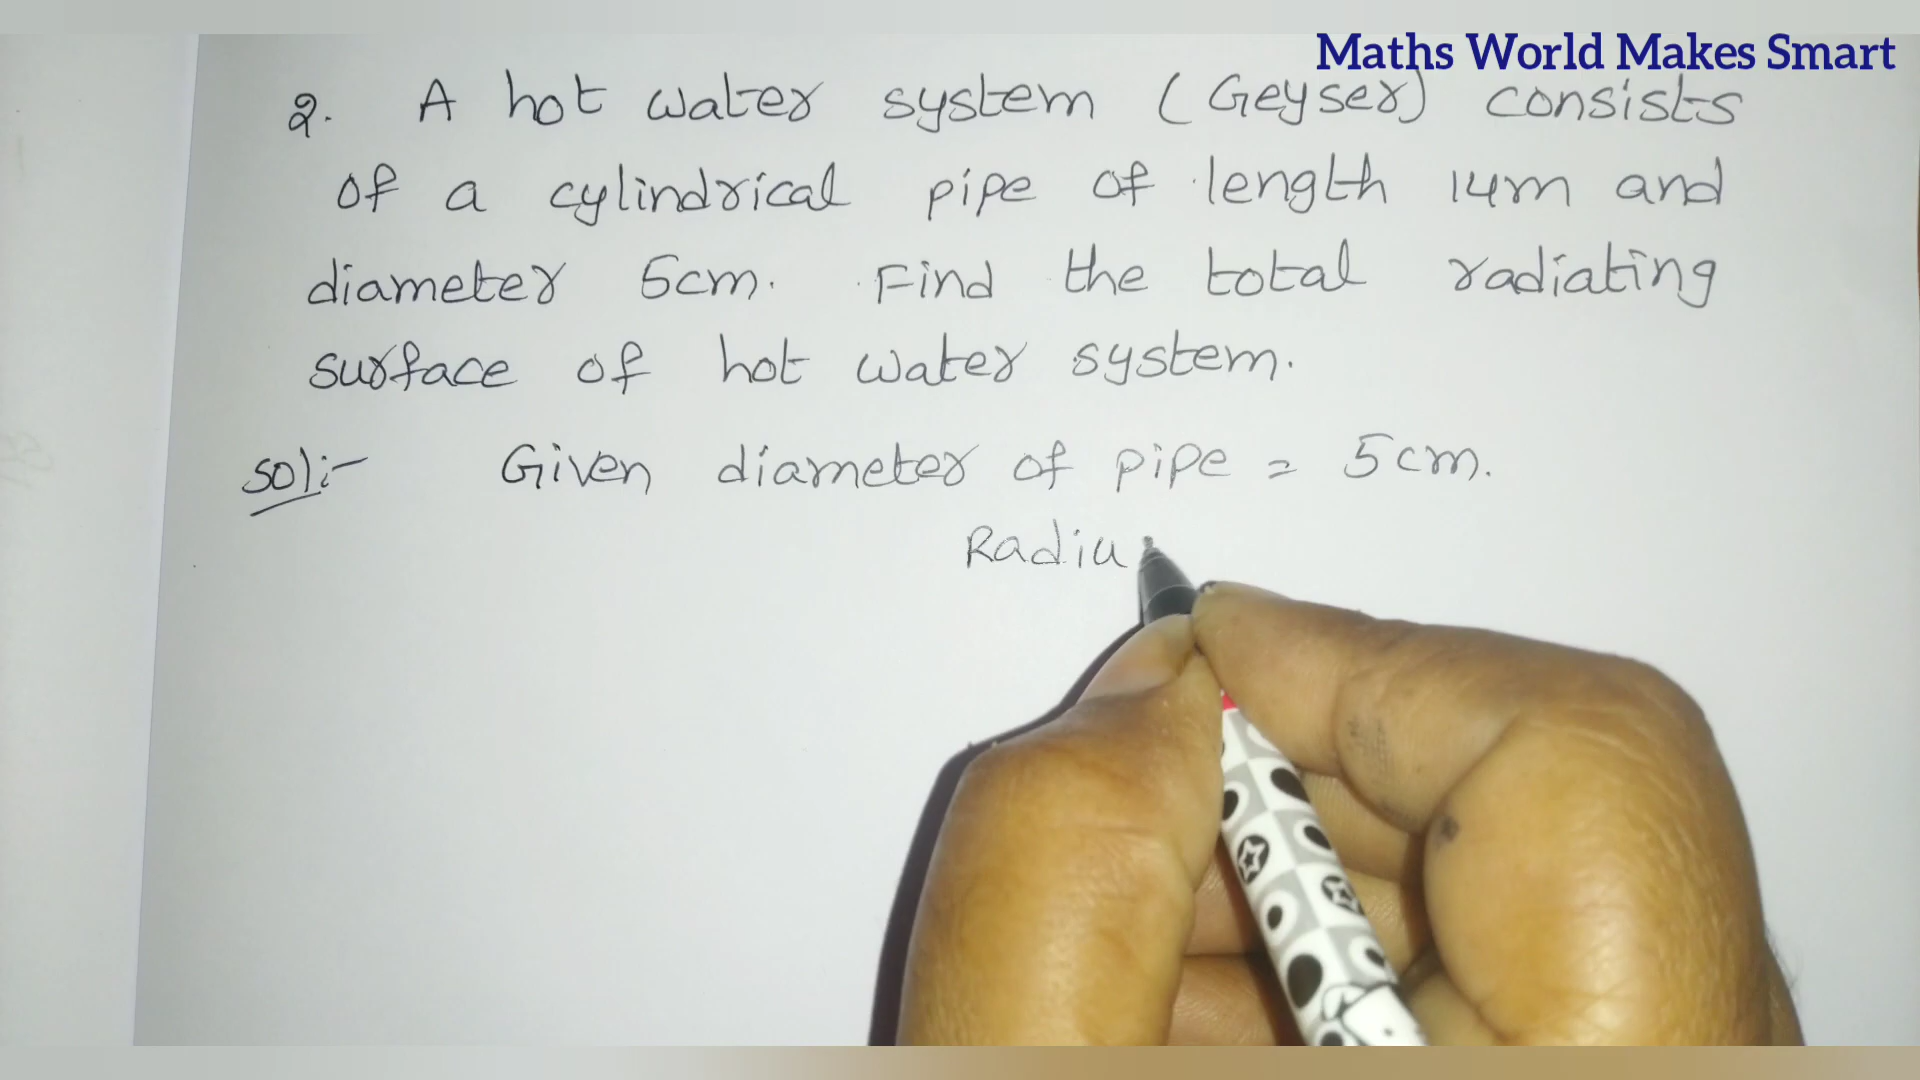 Maths World Makes Smart
2. A hot water system (Geyser) consists
of a cylindrical pipe of length 14m and
diameter 5cm. Find the total radiating
surface of hot water system.
Sol:- Given diameter of pipe = 5cm.
Radiu